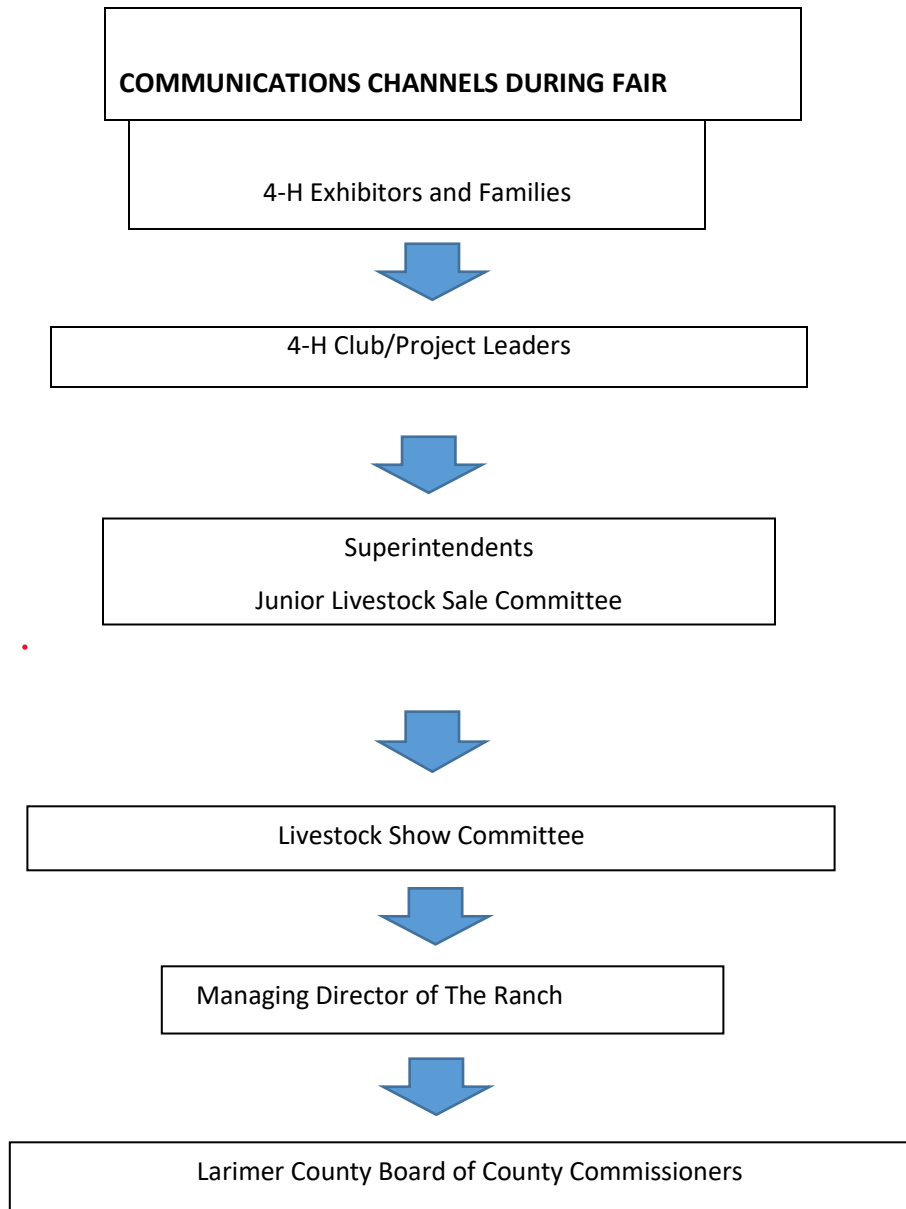 COMMUNICATIONS CHANNELS DURING FAIR
4-H Exhibitors and Families
4-H Club/Project Leaders
Superintendents
Junior Livestock Sale Committee
Livestock Show Committee
Managing Director of The Ranch
Larimer County Board of County Commissioners